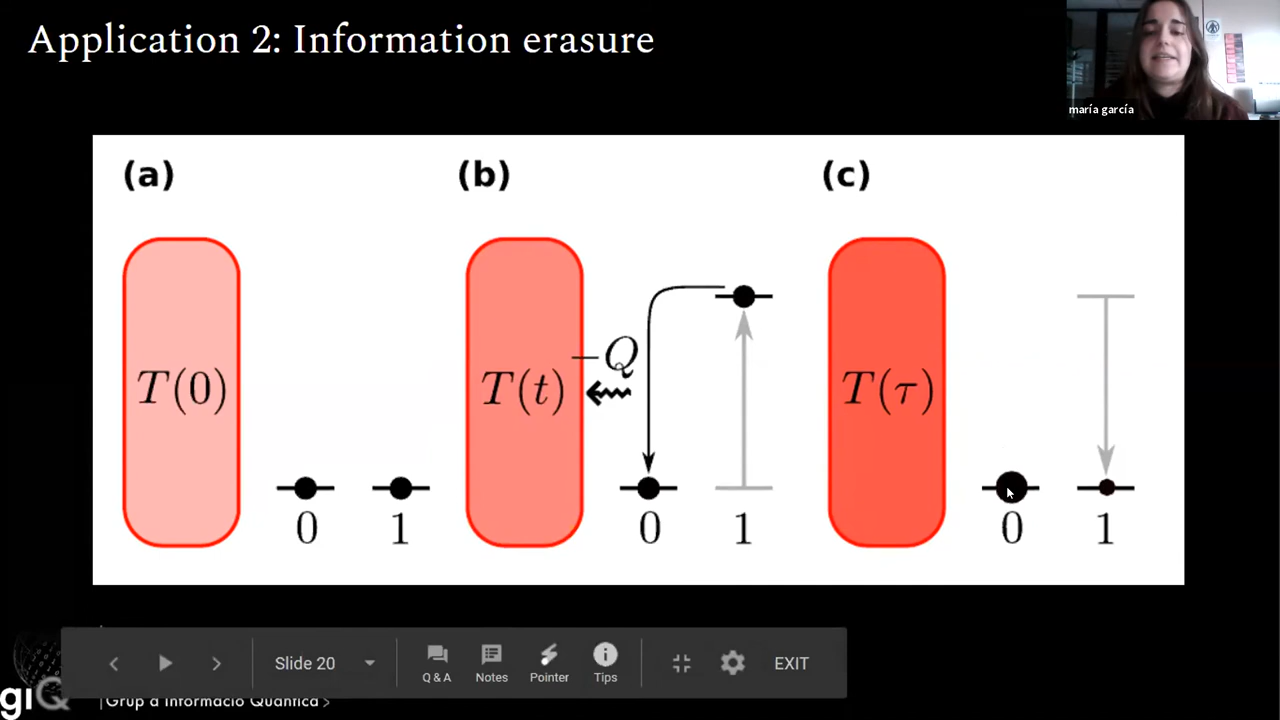 Application 2: Information erasure
maría garcía
(a)
(b)
(c)
T(0)
0
1
T(t)
−Q
0
1
T(τ)
0
1
Slide 20
Q & A
Notes
Pointer
Tips
EXIT
giQ
|Grup d'Informació Quàntica >